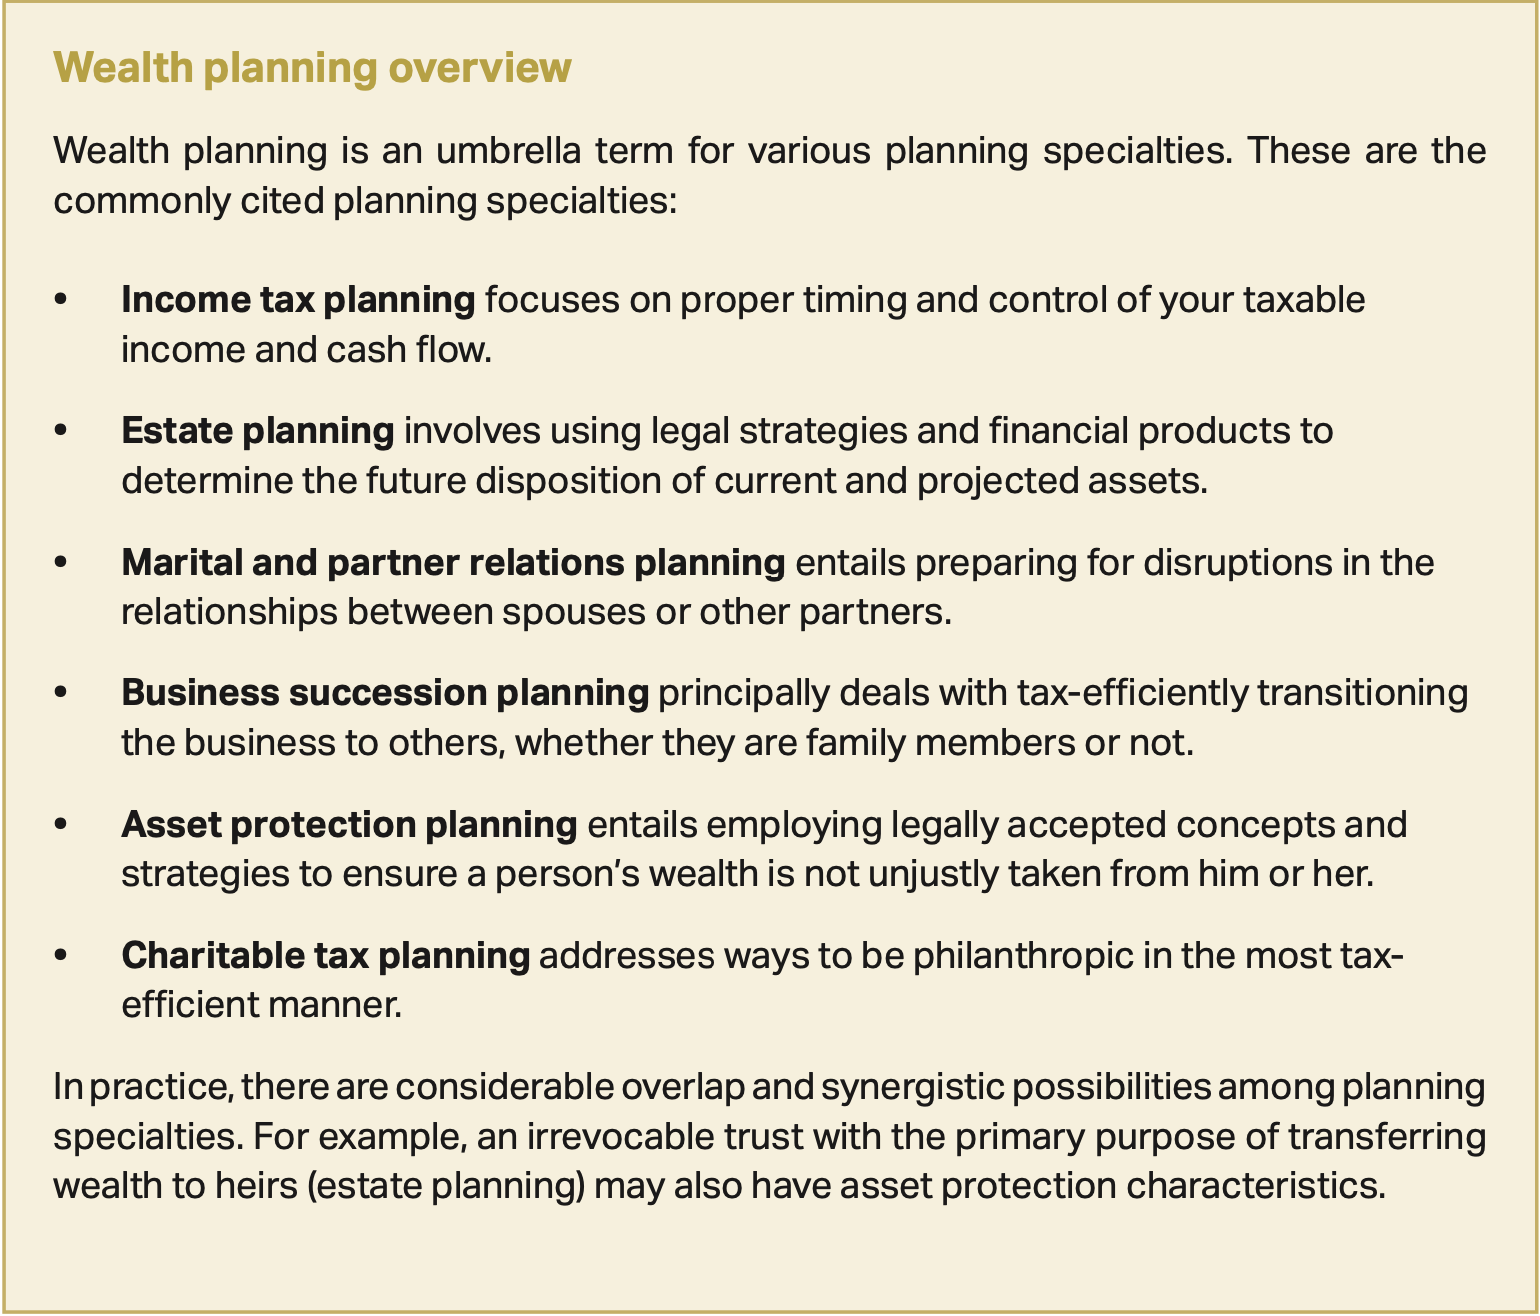 Wealth planning overview
Wealth planning is an umbrella term for various planning specialties. These are the
commonly cited planning specialties:
• Income tax planning focuses on proper timing and control of your taxable
income and cash flow.
• Estate planning involves using legal strategies and financial products to
determine the future disposition of current and projected assets.
• Marital and partner relations planning entails preparing for disruptions in the
relationships between spouses or other partners.
• Business succession planning principally deals with tax-efficiently transitioning
the business to others, whether they are family members or not.
• Asset protection planning entails employing legally accepted concepts and
strategies to ensure a person’s wealth is not unjustly taken from him or her.
• Charitable tax planning addresses ways to be philanthropic in the most tax-
efficient manner.
In practice, there are considerable overlap and synergistic possibilities among planning
specialties. For example, an irrevocable trust with the primary purpose of transferring
wealth to heirs (estate planning) may also have asset protection characteristics.